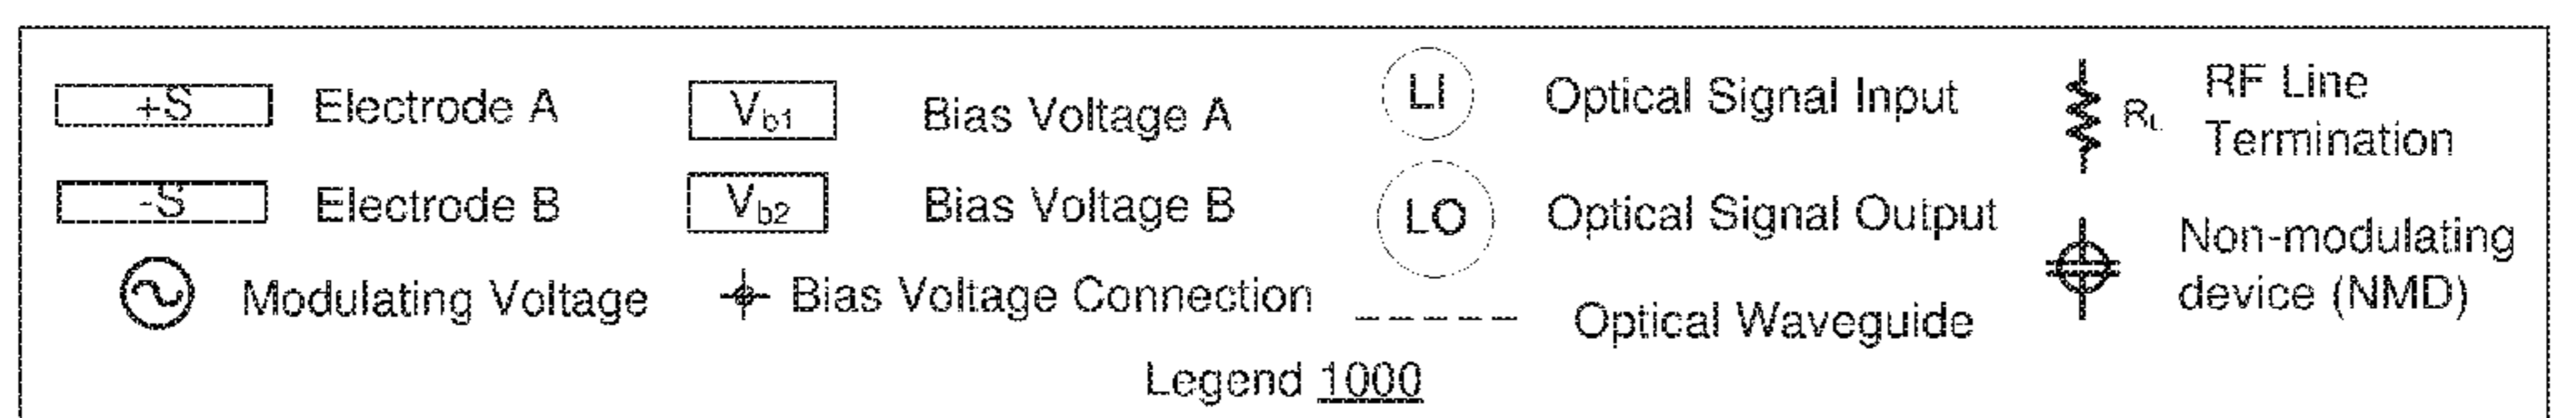 +S Electrode A
-S Electrode B
Modulating Voltage
Vb1 Bias Voltage A
Vb2 Bias Voltage B
Bias Voltage Connection
LI Optical Signal Input
LO Optical Signal Output
Optical Waveguide
RL RF Line
Termination
Non-modulating
device (NMD)
Legend 1000